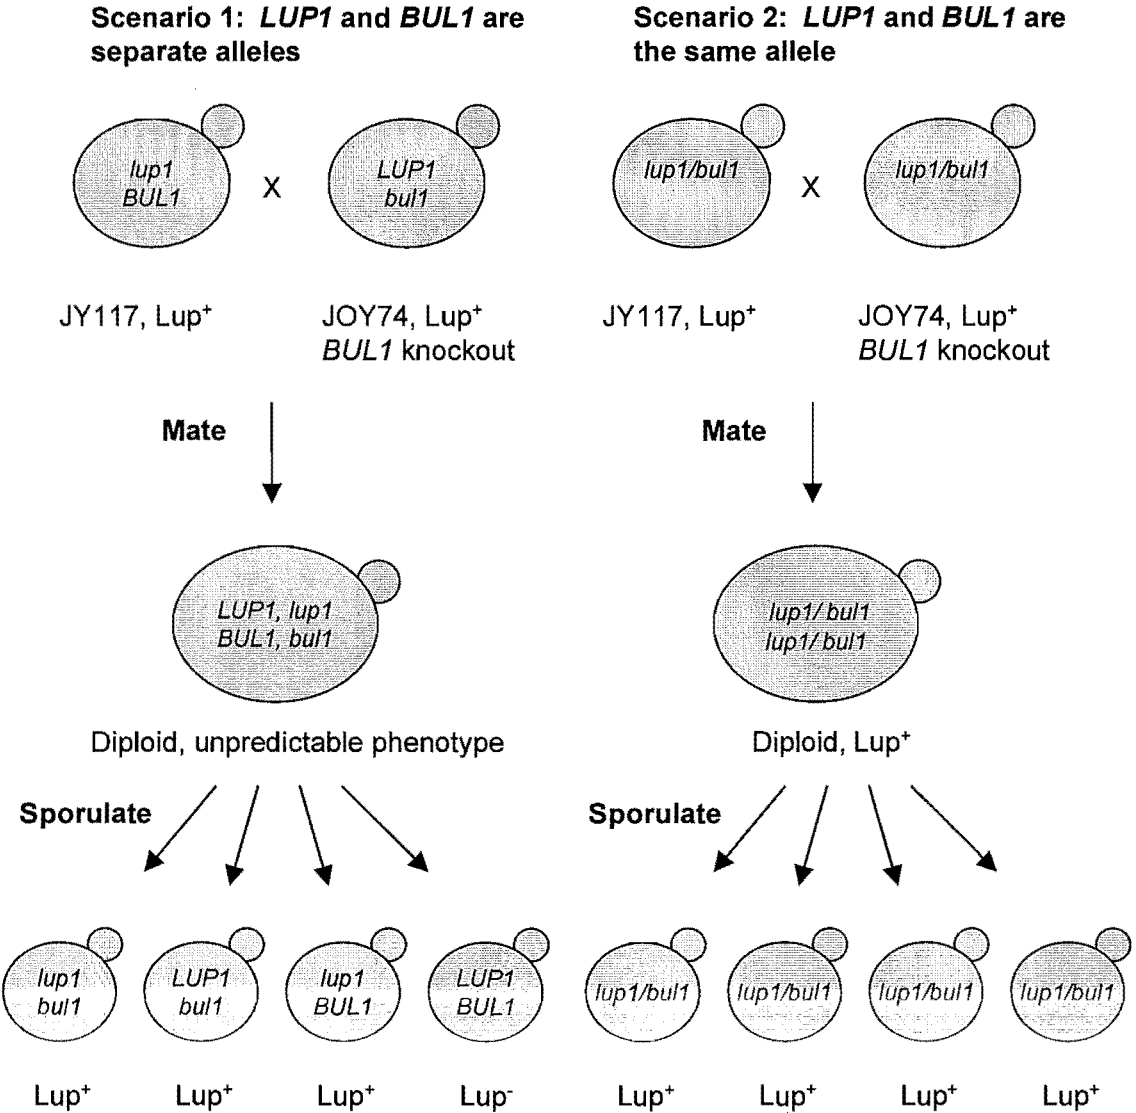 Scenario 1: LUP1 and BUL1 are
separate alleles
lup1
BUL1
X
LUP1
bul1
JY117, Lup⁺
JOY74, Lup⁺
BUL1 knockout
Mate
LUP1, lup1
BUL1, bul1
Diploid, unpredictable phenotype
Sporulate
lup1
bul1
LUP1
bul1
lup1
BUL1
LUP1
BUL1
Lup⁺
Lup⁺
Lup⁺
Lup⁻
Scenario 2: LUP1 and BUL1 are
the same allele
lup1/bul1
X
lup1/bul1
JY117, Lup⁺
JOY74, Lup⁺
BUL1 knockout
Mate
lup1/bul1
lup1/bul1
Diploid, Lup⁺
Sporulate
lup1/bul1
lup1/bul1
lup1/bul1
lup1/bul1
Lup⁺
Lup⁺
Lup⁺
Lup⁺